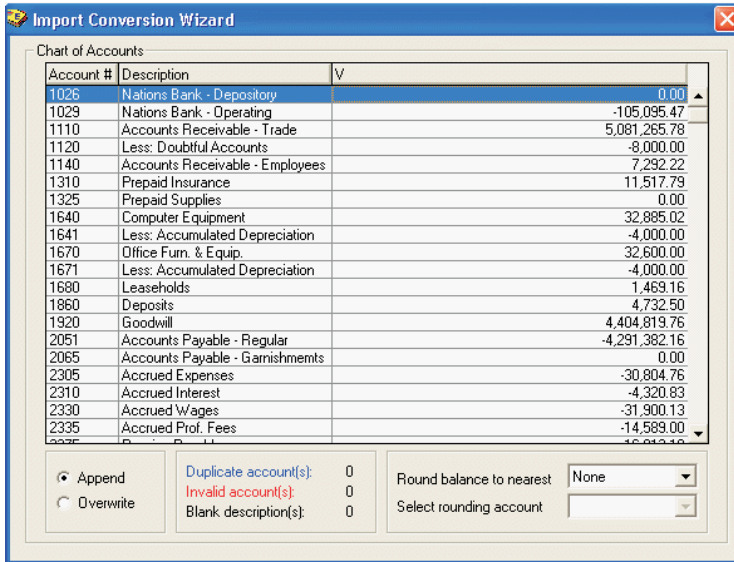 Import Conversion Wizard
Chart of Accounts
Account # Description V
1026 Nations Bank - Depository 0.00
1029 Nations Bank - Operating -105,095.47
1110 Accounts Receivable - Trade 5,081,265.78
1120 Less: Doubtful Accounts -8,000.00
1140 Accounts Receivable - Employees 7,292.22
1310 Prepaid Insurance 11,517.79
1325 Prepaid Supplies 0.00
1640 Computer Equipment 32,885.02
1641 Less: Accumulated Depreciation -4,000.00
1670 Office Furn. & Equip. 32,600.00
1671 Less: Accumulated Depreciation -4,000.00
1680 Leaseholds 1,469.16
1860 Deposits 4,732.50
1920 Goodwill 4,404,819.76
2051 Accounts Payable - Regular -4,291,382.16
2065 Accounts Payable - Garnishmemts 0.00
2305 Accrued Expenses -30,804.76
2310 Accrued Interest -4,320.83
2330 Accrued Wages -31,900.13
2335 Accrued Prof. Fees -14,589.00
Append
Overwrite
Duplicate account(s): 0
Invalid account(s): 0
Blank description(s): 0
Round balance to nearest None
Select rounding account